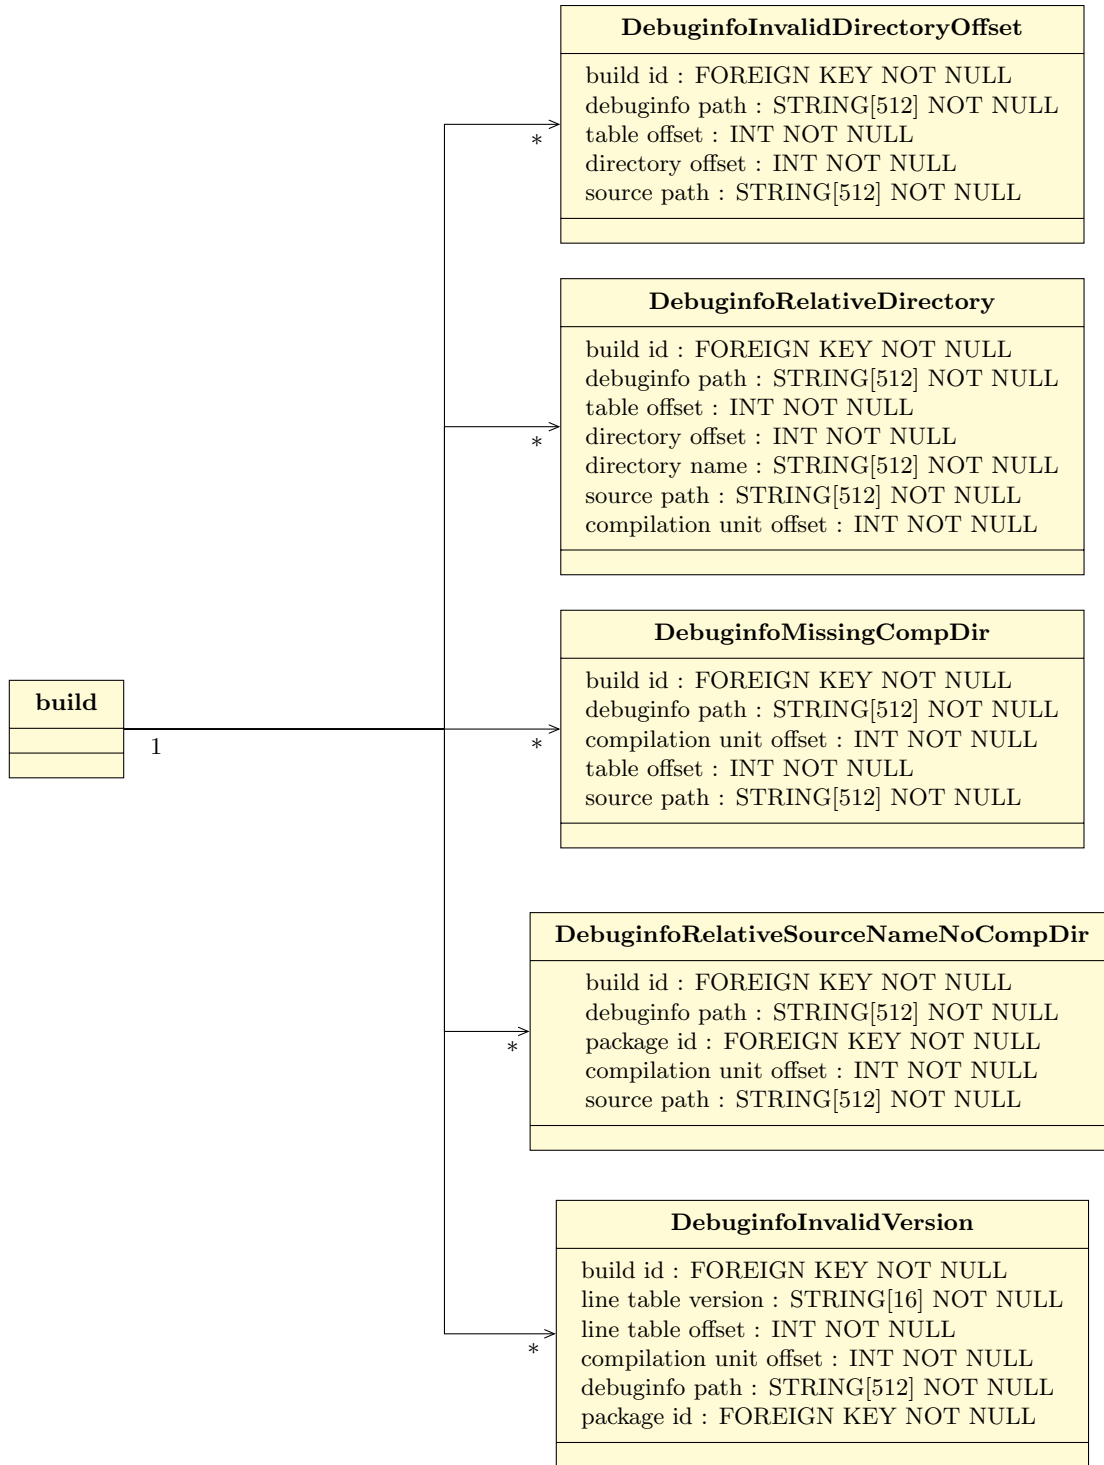 DebuginfoInvalidDirectoryOffset
build id : FOREIGN KEY NOT NULL
debuginfo path : STRING[512] NOT NULL
table offset : INT NOT NULL
directory offset : INT NOT NULL
source path : STRING[512] NOT NULL
*
DebuginfoRelativeDirectory
build id : FOREIGN KEY NOT NULL
debuginfo path : STRING[512] NOT NULL
table offset : INT NOT NULL
directory offset : INT NOT NULL
directory name : STRING[512] NOT NULL
source path : STRING[512] NOT NULL
compilation unit offset : INT NOT NULL
*
build
1
DebuginfoMissingCompDir
build id : FOREIGN KEY NOT NULL
debuginfo path : STRING[512] NOT NULL
compilation unit offset : INT NOT NULL
table offset : INT NOT NULL
source path : STRING[512] NOT NULL
*
DebuginfoRelativeSourceNameNoCompDir
build id : FOREIGN KEY NOT NULL
debuginfo path : STRING[512] NOT NULL
package id : FOREIGN KEY NOT NULL
compilation unit offset : INT NOT NULL
source path : STRING[512] NOT NULL
*
DebuginfoInvalidVersion
build id : FOREIGN KEY NOT NULL
line table version : STRING[16] NOT NULL
line table offset : INT NOT NULL
compilation unit offset : INT NOT NULL
debuginfo path : STRING[512] NOT NULL
package id : FOREIGN KEY NOT NULL
*